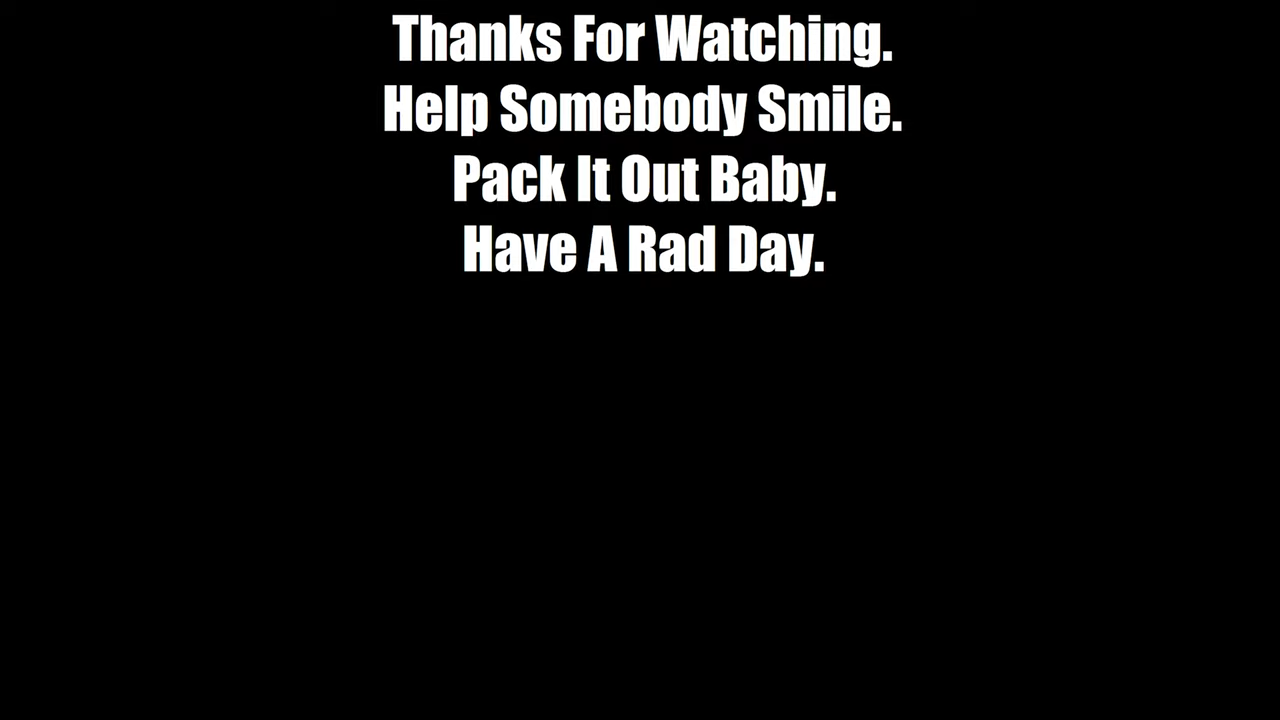 Thanks For Watching.
Help Somebody Smile.
Pack It Out Baby.
Have A Rad Day.